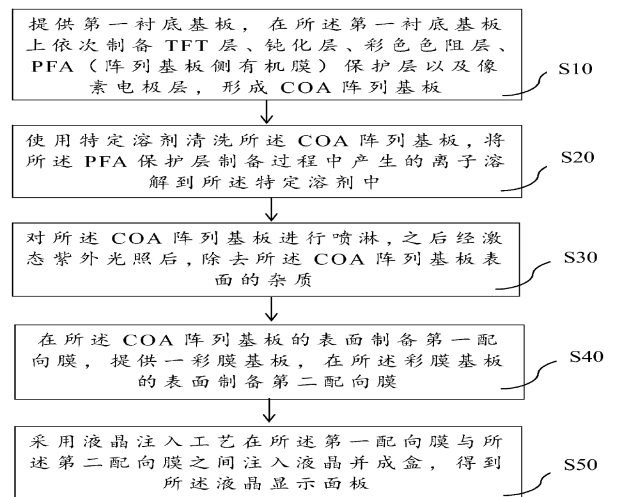 提供第一衬底基板，在所述第一衬底基板
上依次制备TFT层、钝化层、彩色色阻层、
PFA（阵列基板侧有机膜）保护层以及像
素电极层，形成COA阵列基板
S10
使用特定溶剂清洗所述COA阵列基板，将
所述PFA保护层制备过程中产生的离子溶
解到所述特定溶剂中
S20
对所述COA阵列基板进行喷淋，之后经激
态紫外光照后，除去所述COA阵列基板表
面的杂质
S30
在所述COA阵列基板的表面制备第一配
向膜，提供一彩膜基板，在所述彩膜基板
的表面制备第二配向膜
S40
采用液晶注入工艺在所述第一配向膜与所
述第二配向膜之间注入液晶并成盒，得到
所述液晶显示面板
S50